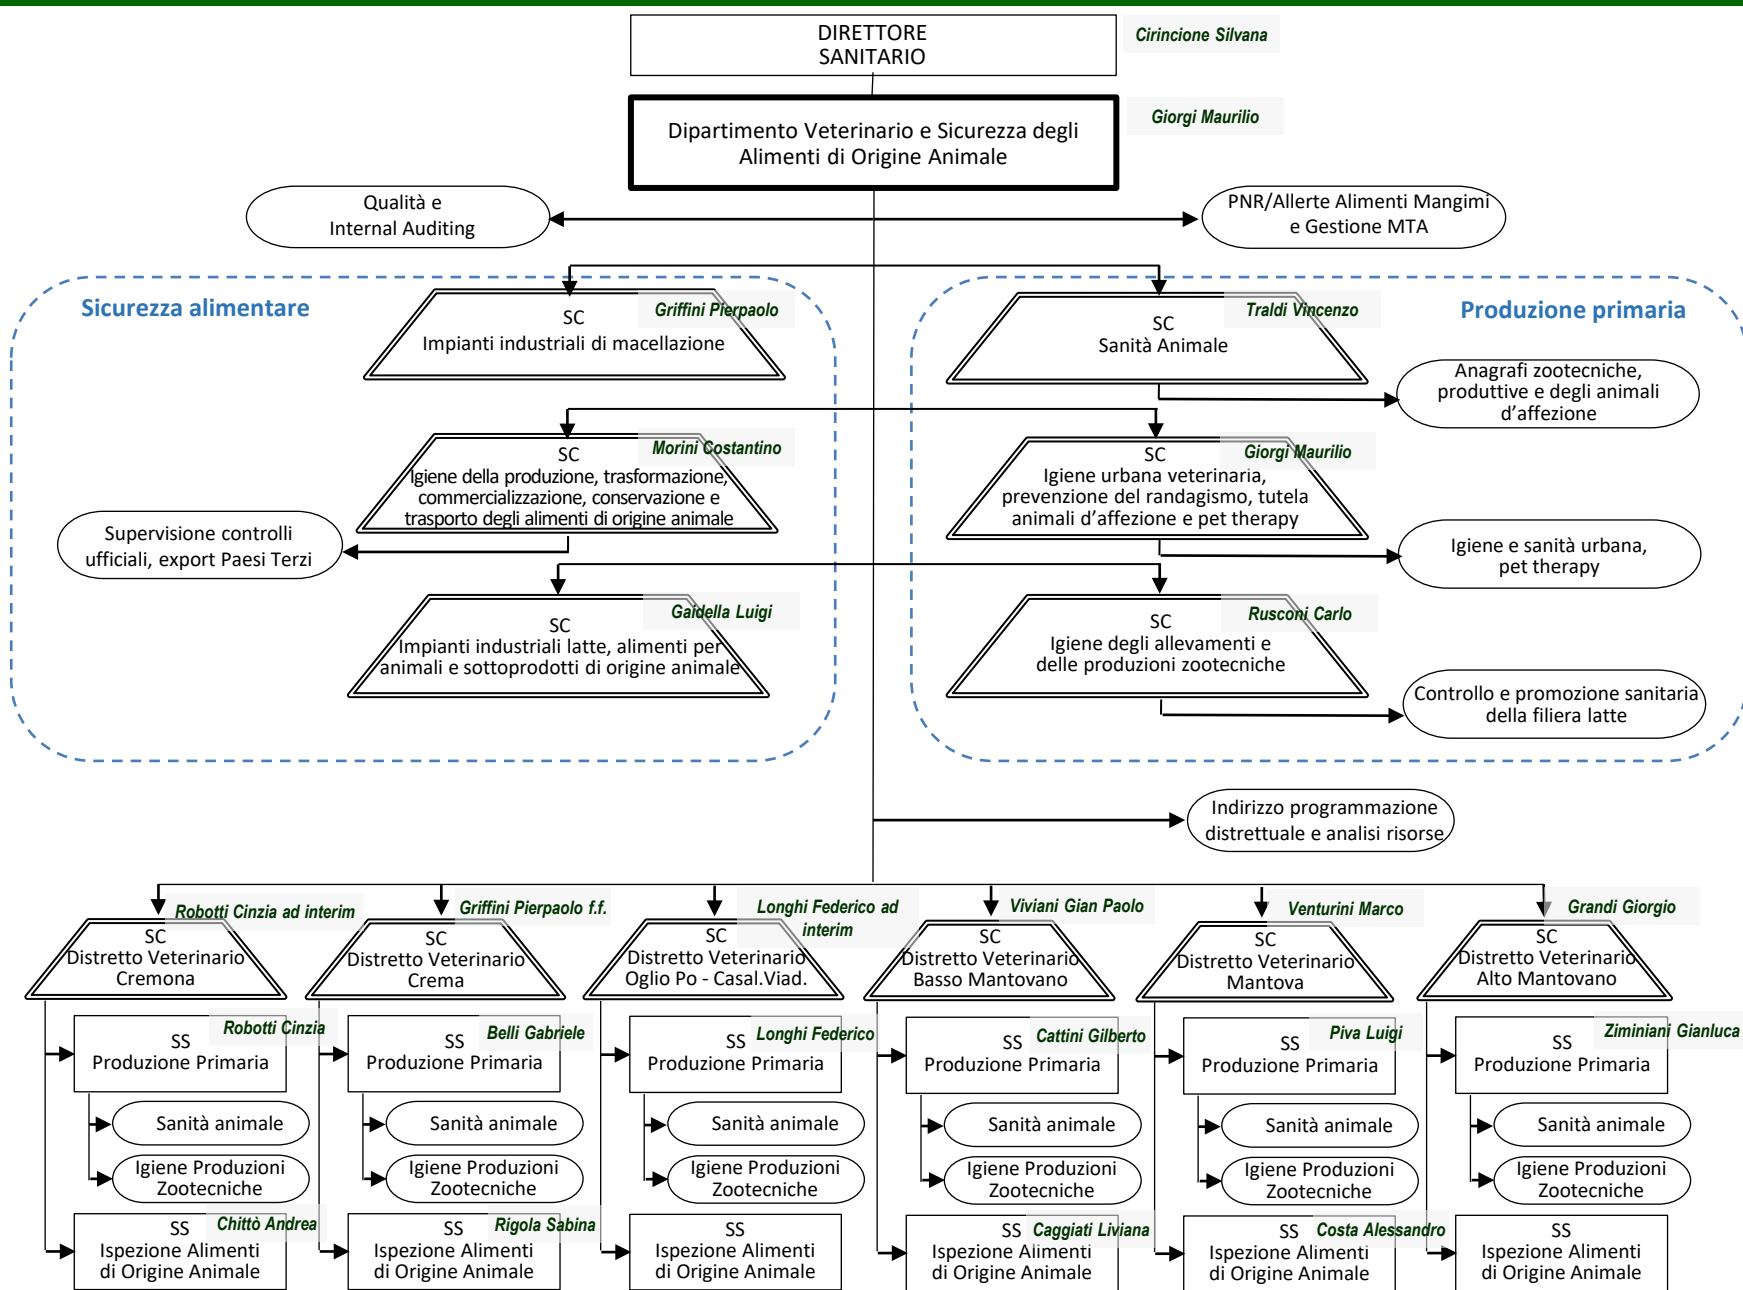 DIRETTORE
SANITARIO
Cirincione Silvana
Dipartimento Veterinario e Sicurezza degli
Alimenti di Origine Animale
Giorgi Maurilio
Qualità e
Internal Auditing
PNR/Allerte Alimenti Mangimi
e Gestione MTA
Sicurezza alimentare
Produzione primaria
Griffini Pierpaolo
SC
Impianti industriali di macellazione
Traldi Vincenzo
SC
Sanità Animale
Anagrafi zootecniche,
produttive e degli animali
d’affezione
Morini Costantino
SC
Igiene della produzione, trasformazione,
commercializzazione, conservazione e
trasporto degli alimenti di origine animale
Giorgi Maurilio
SC
Igiene urbana veterinaria,
prevenzione del randagismo, tutela
animali d’affezione e pet therapy
Supervisione controlli
ufficiali, export Paesi Terzi
Igiene e sanità urbana,
pet therapy
Gaidella Luigi
SC
Impianti industriali latte, alimenti per
animali e sottoprodotti di origine animale
Rusconi Carlo
SC
Igiene degli allevamenti e
delle produzioni zootecniche
Controllo e promozione sanitaria
della filiera latte
Indirizzo programmazione
distrettuale e analisi risorse
Robotti Cinzia ad interim
SC
Distretto Veterinario
Cremona
Griffini Pierpaolo f.f.
SC
Distretto Veterinario
Crema
Longhi Federico ad
interim
SC
Distretto Veterinario
Oglio Po - Casal.Viad.
Viviani Gian Paolo
SC
Distretto Veterinario
Basso Mantovano
Venturini Marco
SC
Distretto Veterinario
Mantova
Grandi Giorgio
SC
Distretto Veterinario
Alto Mantovano
Robotti Cinzia
SS
Produzione Primaria
Belli Gabriele
SS
Produzione Primaria
Longhi Federico
SS
Produzione Primaria
Cattini Gilberto
SS
Produzione Primaria
Piva Luigi
SS
Produzione Primaria
Ziminiani Gianluca
SS
Produzione Primaria
Sanità animale
Sanità animale
Sanità animale
Sanità animale
Sanità animale
Sanità animale
Igiene Produzioni
Zootecniche
Igiene Produzioni
Zootecniche
Igiene Produzioni
Zootecniche
Igiene Produzioni
Zootecniche
Igiene Produzioni
Zootecniche
Igiene Produzioni
Zootecniche
Chittò Andrea
SS
Ispezione Alimenti
di Origine Animale
Rigola Sabina
SS
Ispezione Alimenti
di Origine Animale
SS
Ispezione Alimenti
di Origine Animale
Caggiati Liviana
SS
Ispezione Alimenti
di Origine Animale
Costa Alessandro
SS
Ispezione Alimenti
di Origine Animale
SS
Ispezione Alimenti
di Origine Animale